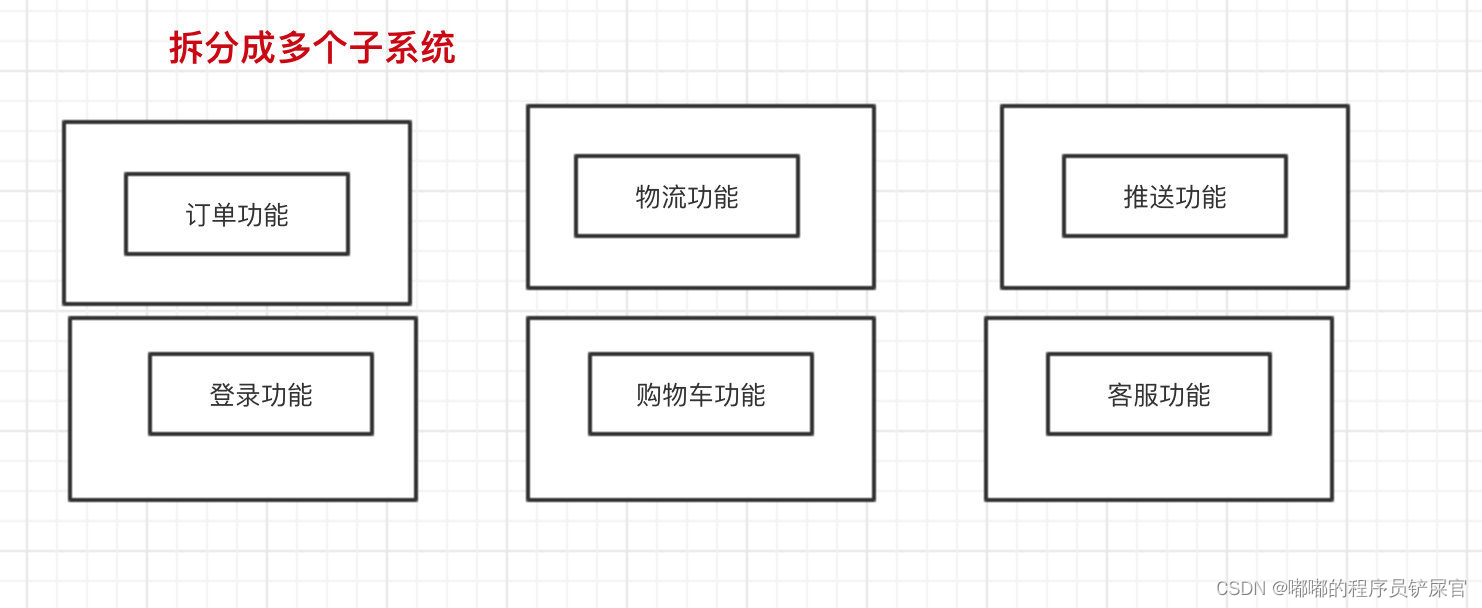 拆分成多个子系统
订单功能
物流功能
推送功能
登录功能
购物车功能
客服功能
CSDN @嘟嘟的程序员铲屎官